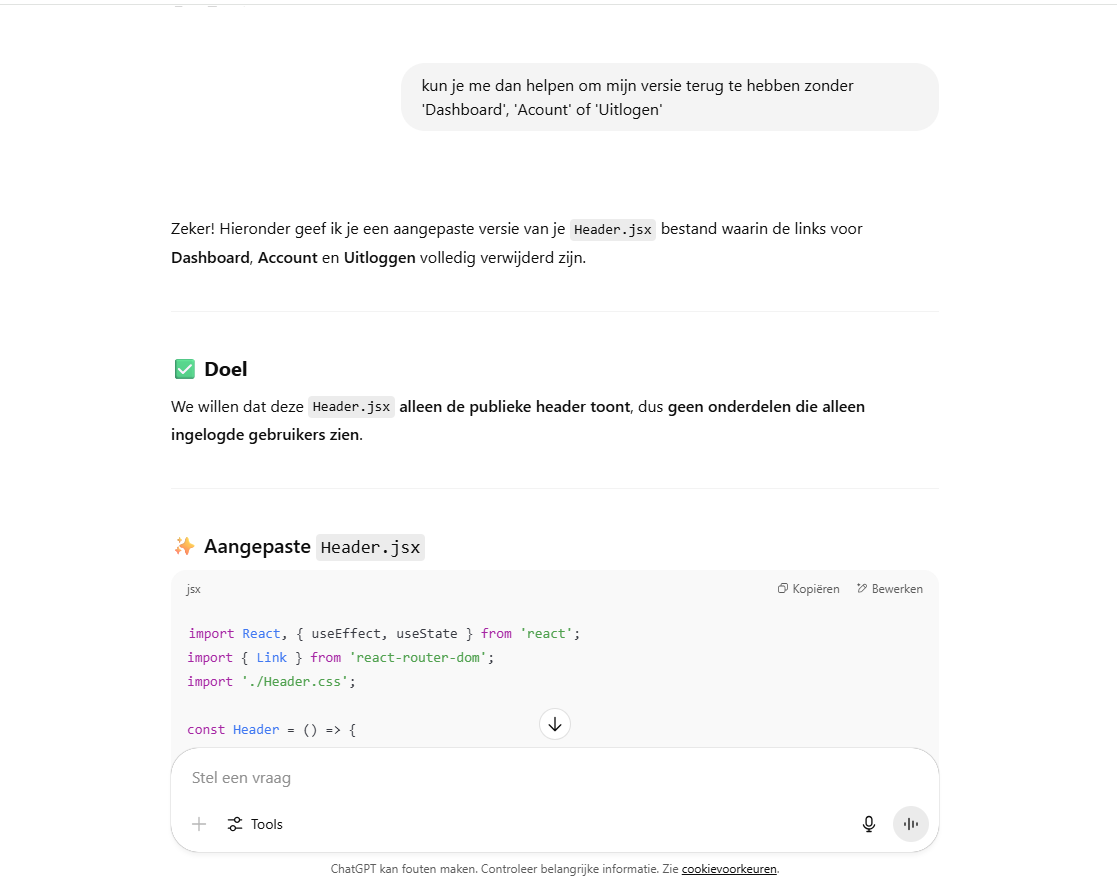 kun je me dan helpen om mijn versie terug te hebben zonder
'Dashboard', 'Acount' of 'Uitlogen'
Zeker! Hieronder geef ik je een aangepaste versie van je Header.jsx bestand waarin de links voor
Dashboard, Account en Uitloggen volledig verwijderd zijn.
✅ Doel
We willen dat deze Header.jsx alleen de publieke header toont, dus geen onderdelen die alleen
ingelogde gebruikers zien.
✨ Aangepaste Header.jsx
jsx Kopiëren Bewerken
import React, { useEffect, useState } from 'react';
import { Link } from 'react-router-dom';
import './Header.css';
const Header = () => {
Stel een vraag
Tools
ChatGPT kan fouten maken. Controleer belangrijke informatie. Zie cookievoorkeuren.